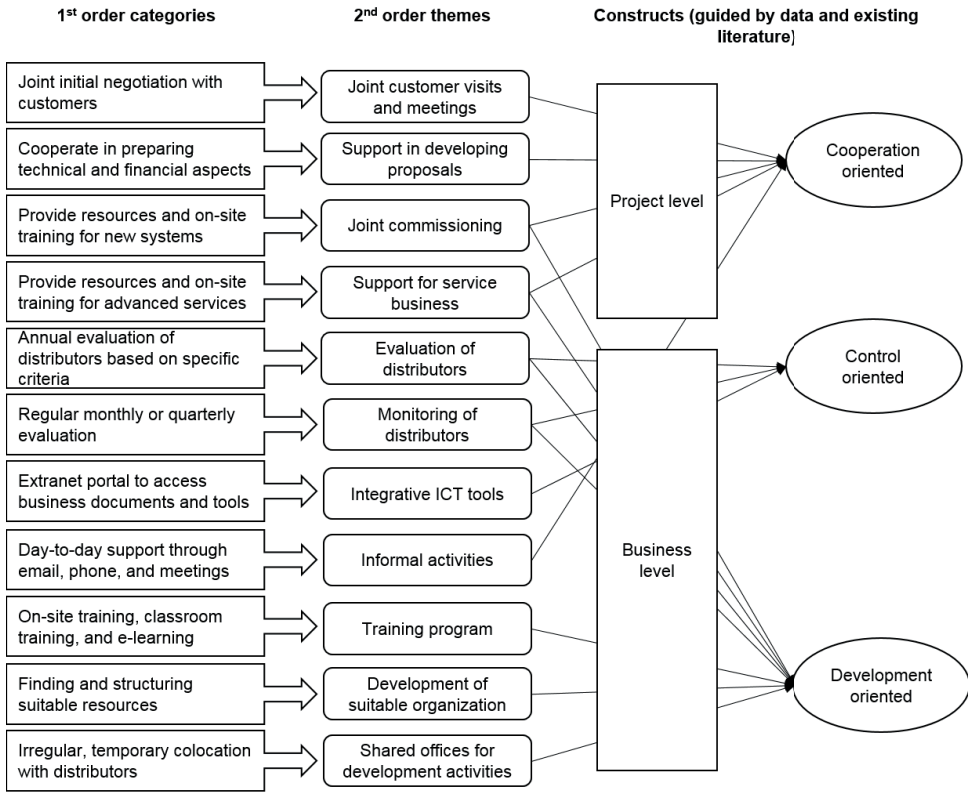 1st order categories
2nd order themes
Constructs (guided by data and existing
literature)
Joint initial negotiation with
customers
Joint customer visits
and meetings
Cooperate in preparing
technical and financial aspects
Support in developing
proposals
Provide resources and on-site
training for new systems
Joint commissioning
Provide resources and on-site
training for advanced services
Support for service
business
Annual evaluation of
distributors based on specific
criteria
Evaluation of
distributors
Regular monthly or quarterly
evaluation
Monitoring of
distributors
Extranet portal to access
business documents and tools
Integrative ICT tools
Day-to-day support through
email, phone, and meetings
Informal activities
On-site training, classroom
training, and e-learning
Training program
Finding and structuring
suitable resources
Development of
suitable organization
Irregular, temporary colocation
with distributors
Shared offices for
development activities
Project level
Business
level
Cooperation
oriented
Control
oriented
Development
oriented